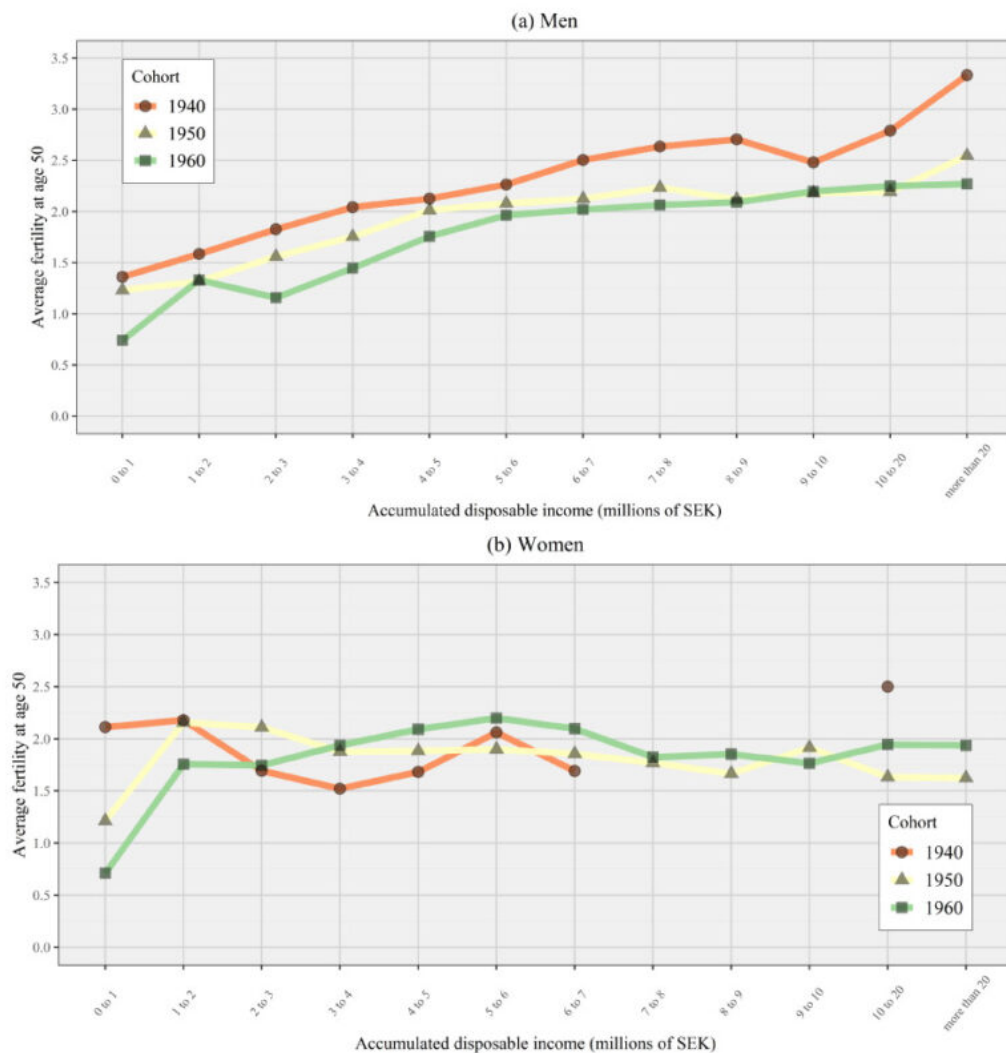 (a) Men
3.5
3.0
2.5
2.0
1.5
1.0
0.5
0.0
Average fertility at age 50
Cohort
1940
1950
1960
0 to 1
1 to 2
2 to 3
3 to 4
4 to 5
5 to 6
6 to 7
7 to 8
8 to 9
9 to 10
10 to 20
more than 20
Accumulated disposable income (millions of SEK)
(b) Women
3.5
3.0
2.5
2.0
1.5
1.0
0.5
0.0
Average fertility at age 50
Cohort
1940
1950
1960
0 to 1
1 to 2
2 to 3
3 to 4
4 to 5
5 to 6
6 to 7
7 to 8
8 to 9
9 to 10
10 to 20
more than 20
Accumulated disposable income (millions of SEK)